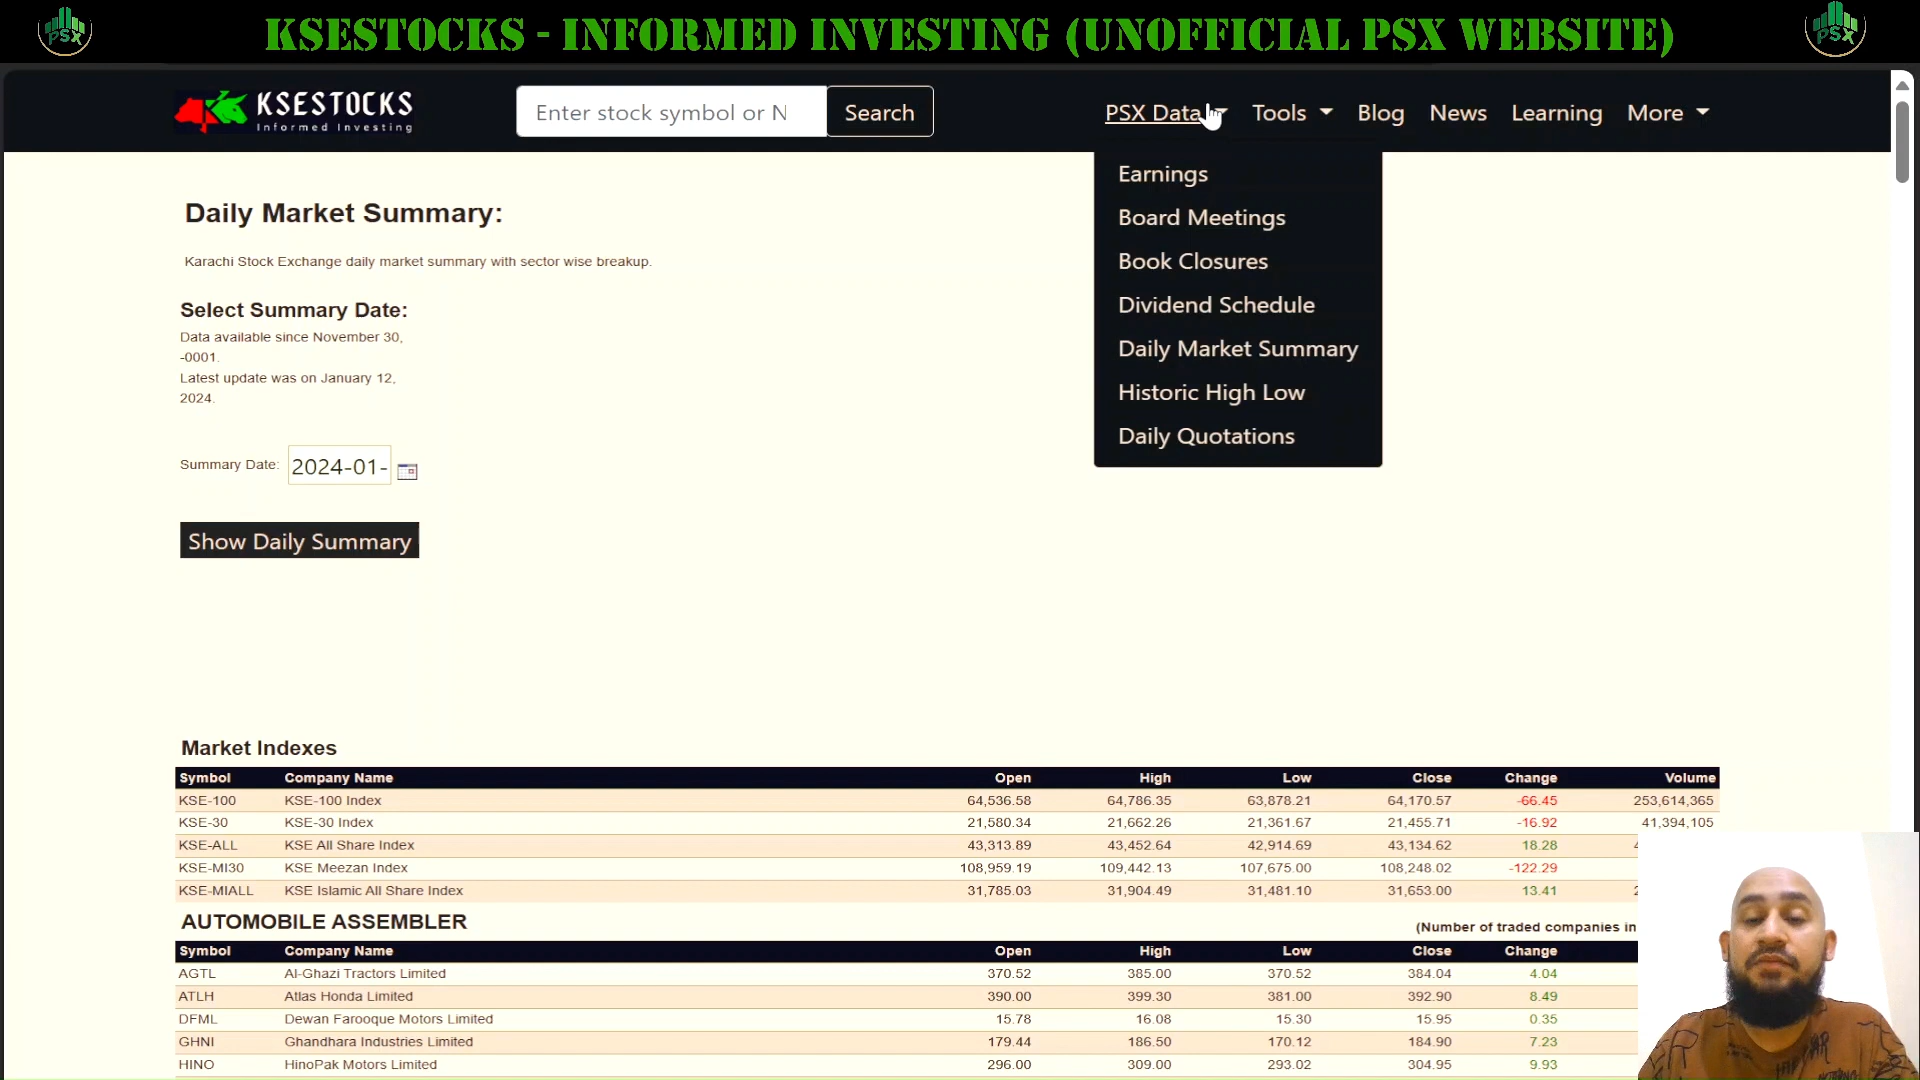 PSX
KSESTOCKS - INFORMED INVESTING (UNOFFICIAL PSX WEBSITE)
PSX
KSESTOCKS
Informed Investing
Enter stock symbol or N
Search
PSX Data
Tools
Blog
News
Learning
More
Earnings
Board Meetings
Book Closures
Dividend Schedule
Daily Market Summary
Historic High Low
Daily Quotations
Daily Market Summary:
Karachi Stock Exchange daily market summary with sector wise breakup.
Select Summary Date:
Data available since November 30,
-0001.
Latest update was on January 12,
2024.
Summary Date: 2024-01-
Show Daily Summary
Market Indexes
Symbol Company Name Open High Low Close Change Volume
KSE-100 KSE-100 Index 64,536.58 64,786.35 63,878.21 64,170.57 -66.45 253,614,365
KSE-30 KSE-30 Index 21,580.34 21,662.26 21,361.67 21,455.71 -16.92 41,394,105
KSE-ALL KSE All Share Index 43,313.89 43,452.64 42,914.69 43,134.62 18.28
KSE-MI30 KSE Meezan Index 108,959.19 109,442.13 107,675.00 108,248.02 -122.29
KSE-MIALL KSE Islamic All Share Index 31,785.03 31,904.49 31,481.10 31,653.00 13.41
AUTOMOBILE ASSEMBLER (Number of traded companies in
Symbol Company Name Open High Low Close Change
AGTL Al-Ghazi Tractors Limited 370.52 385.00 370.52 384.04 4.04
ATLH Atlas Honda Limited 390.00 399.30 381.00 392.90 8.49
DFML Dewan Farooque Motors Limited 15.78 16.08 15.30 15.95 0.35
GHNI Ghandhara Industries Limited 179.44 186.50 170.12 184.90 7.23
HINO HinoPak Motors Limited 296.00 309.00 293.02 304.95 9.93